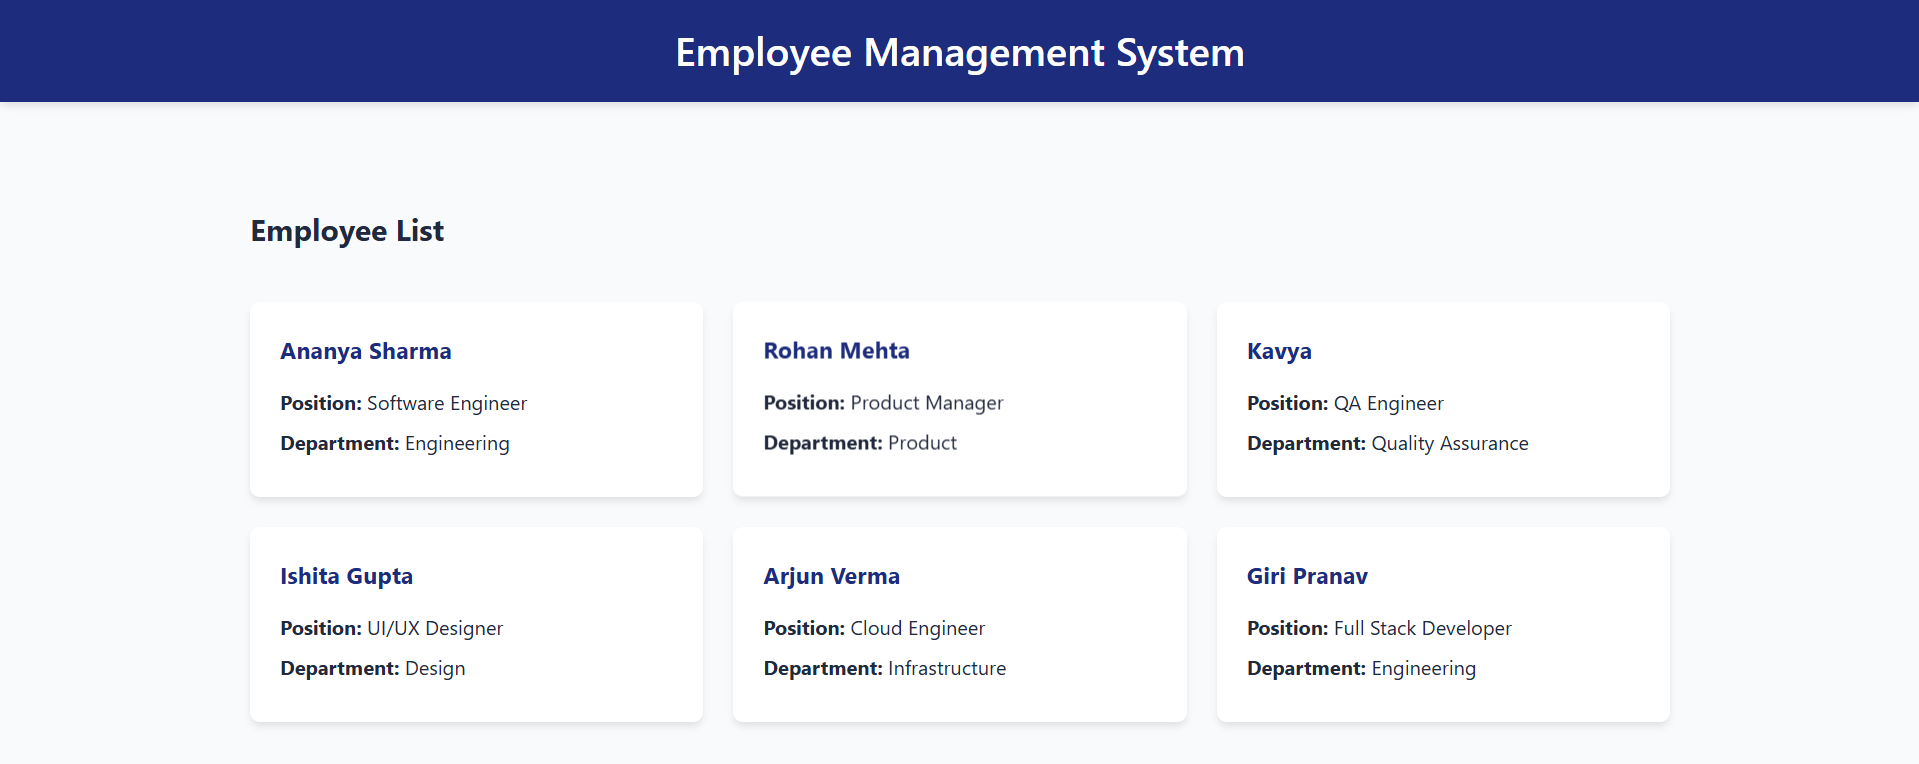 Employee Management System
Employee List
Ananya Sharma
Position: Software Engineer
Department: Engineering
Rohan Mehta
Position: Product Manager
Department: Product
Kavya
Position: QA Engineer
Department: Quality Assurance
Ishita Gupta
Position: UI/UX Designer
Department: Design
Arjun Verma
Position: Cloud Engineer
Department: Infrastructure
Giri Pranav
Position: Full Stack Developer
Department: Engineering